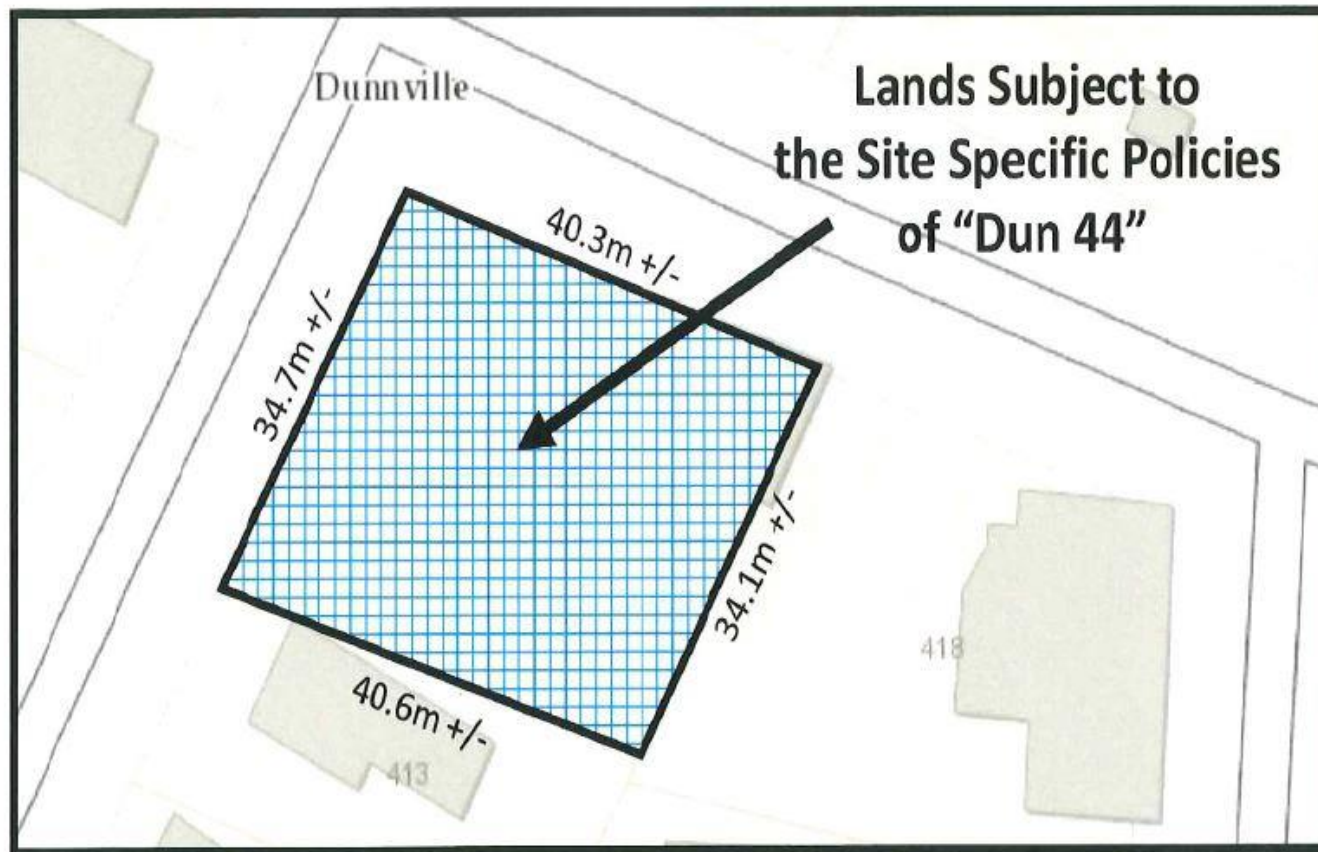 Dunnville
Lands Subject to
the Site Specific Policies
of “Dun 44”
40.3m +/-
34.7m +/-
34.1m +/-
40.6m +/-
418
413